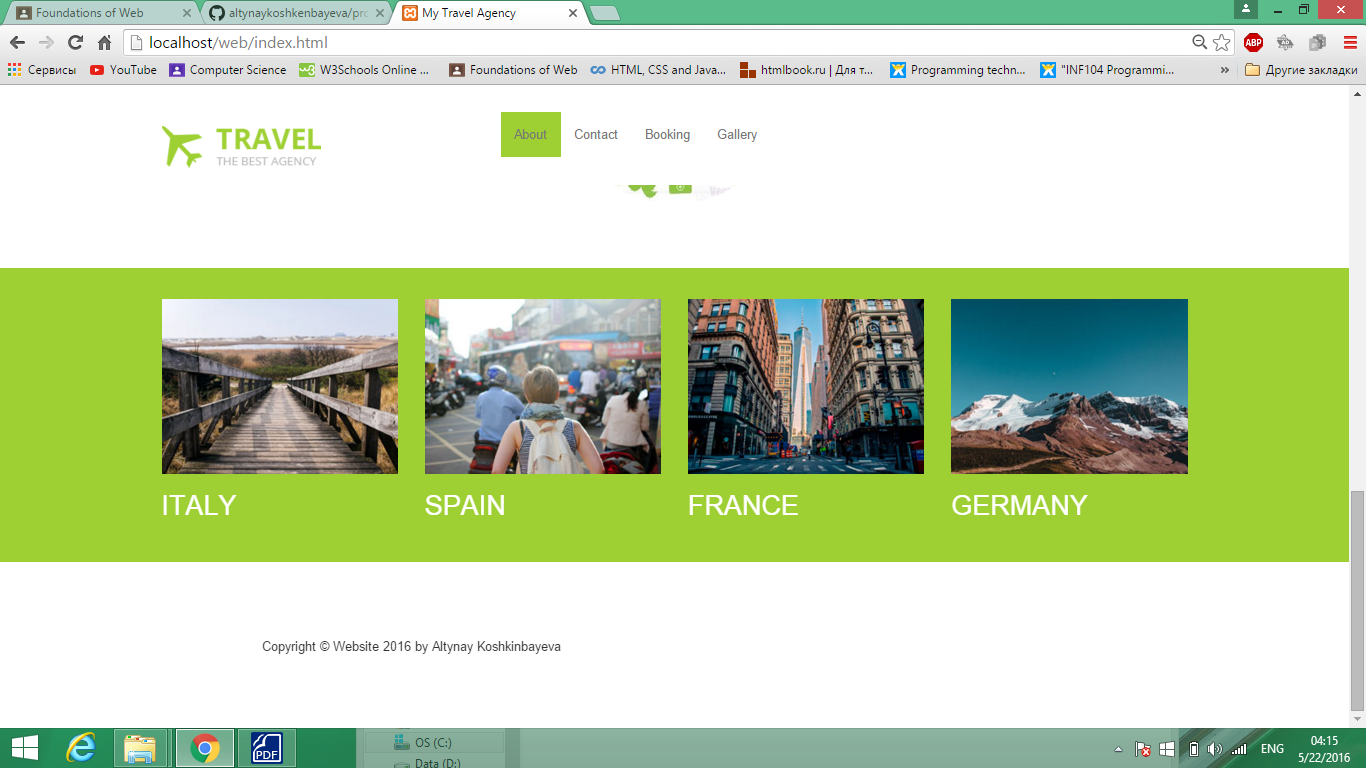 Foundations of Web
altynaykoshkenbayeva/pro
My Travel Agency
localhost/web/index.html
ABP
AD
Сервисы
YouTube
Computer Science
W3Schools Online ...
Foundations of Web
HTML, CSS and Java...
htmlbook.ru | Для т...
Programming techn...
"INF104 Programmi...
»
Другие закладки
TRAVEL
THE BEST AGENCY
About
Contact
Booking
Gallery
ITALY
SPAIN
FRANCE
GERMANY
Copyright © Website 2016 by Altynay Koshkinbayeva
PDF
OS (C:)
Data (D:)
ENG
04:15
5/22/2016